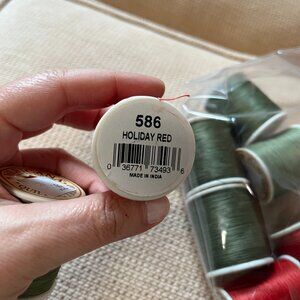 586
HOLIDAY RED
0 36771 73493 6
MADE IN INDIA